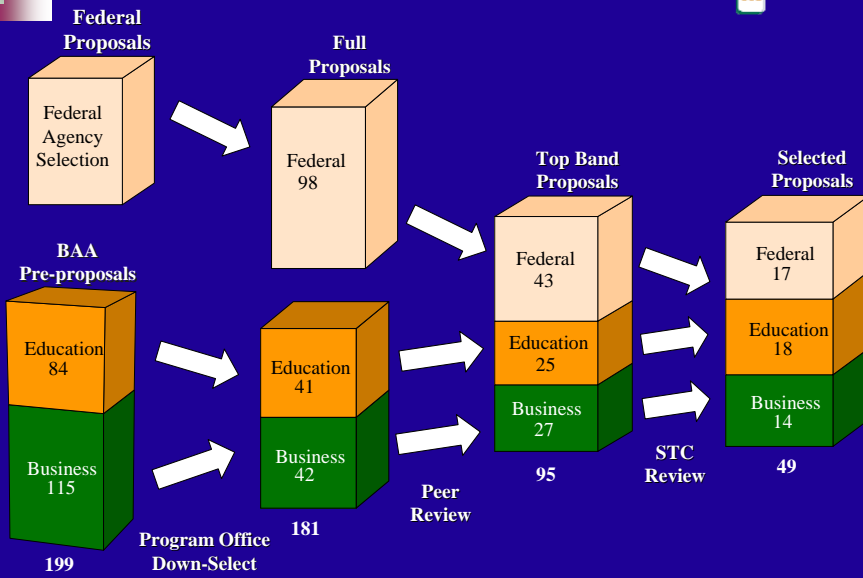 Federal
Proposals
Federal
Agency
Selection
Full
Proposals
Federal
98
Top Band
Proposals
Federal
43
Education
25
Business
27
95
Selected
Proposals
Federal
17
Education
18
Business
14
49
BAA
Pre-proposals
Education
84
Business
115
199
Program Office
Down-Select
Education
41
Business
42
181
Peer
Review
STC
Review